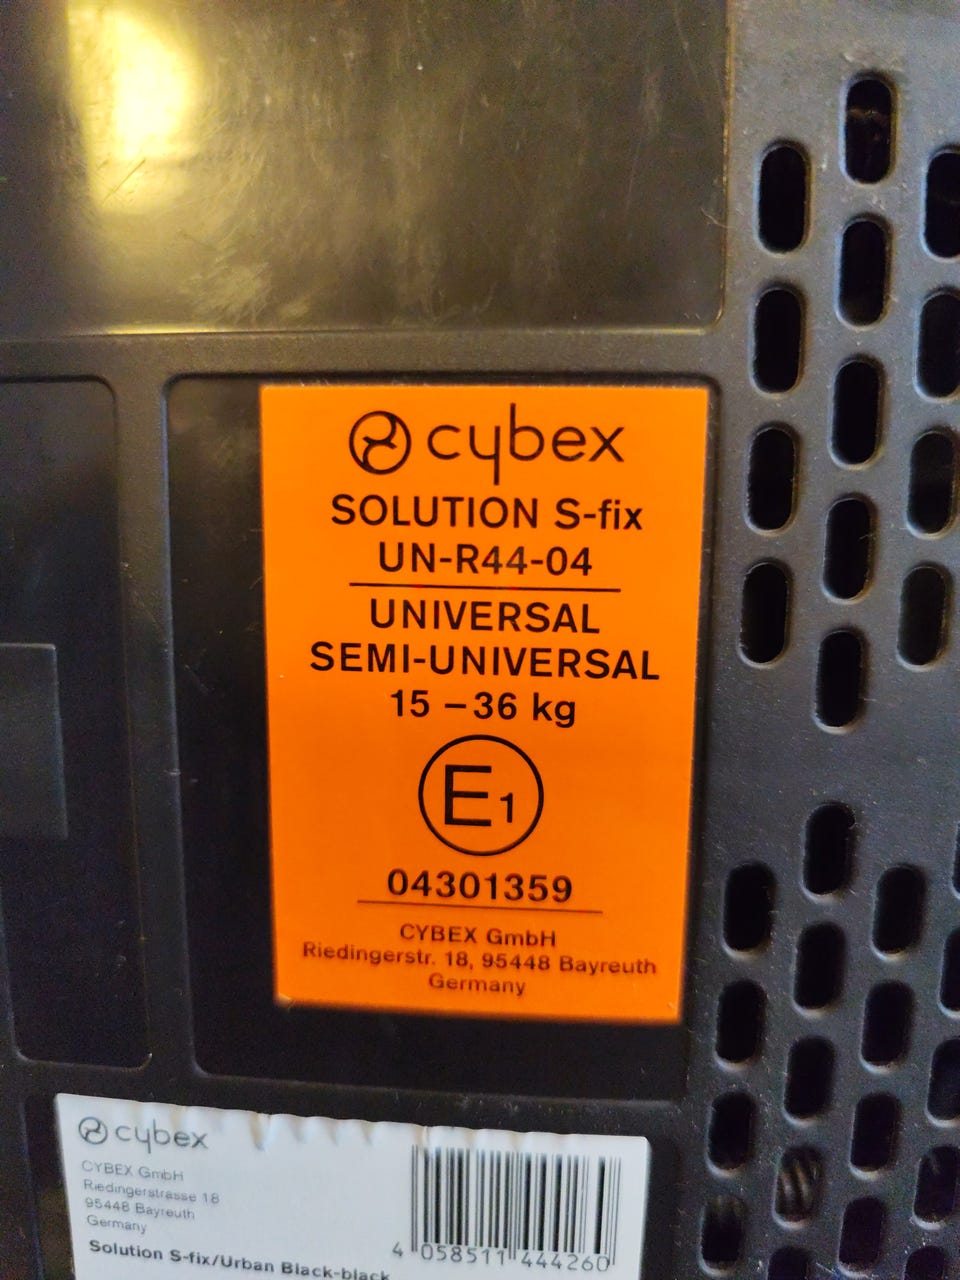 cybex
SOLUTION S-fix
UN-R44-04
UNIVERSAL
SEMI-UNIVERSAL
15 – 36 kg
E1
04301359
CYBEX GmbH
Riedingerstr. 18, 95448 Bayreuth
Germany
cybex
CYBEX GmbH
Riedingerstrasse 18
95448 Bayreuth
Germany
Solution S-fix/Urban Black-black
4 058511 444260